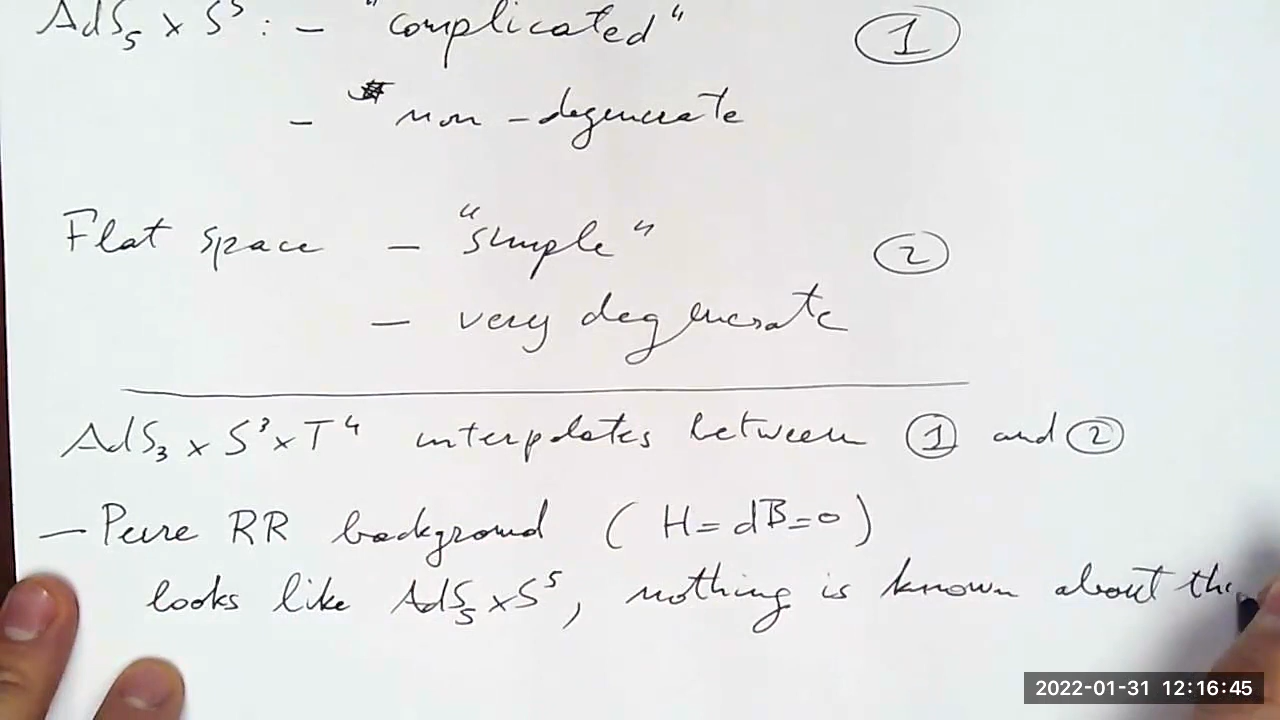 AdS₅ × S⁵ : – "complicated" ①
– non-degenerate
Flat space – "simple" ②
– very degenerate
AdS₃ × S³ × T⁴ interpolates between ① and ②
– Pure RR background ( H = dB = 0 )
looks like AdS₅ × S⁵, nothing is known about
2022-01-31 12:16:45